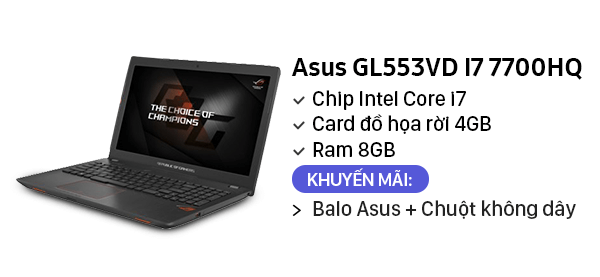 THE CHOICE OF
CHAMPIONS
Asus GL553VD I7 7700HQ
Chip Intel Core i7
Card đồ họa rời 4GB
Ram 8GB
KHUYẾN MÃI:
> Balo Asus + Chuột không dây